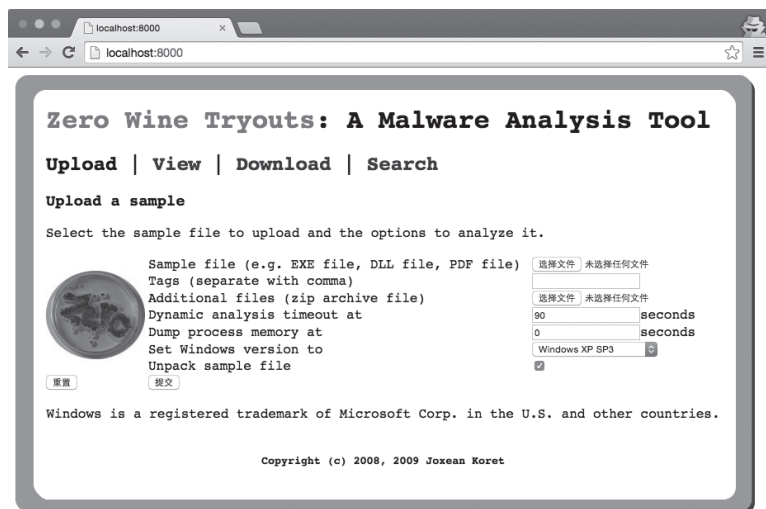 localhost:8000
localhost:8000
Zero Wine Tryouts: A Malware Analysis Tool
Upload | View | Download | Search
Upload a sample
Select the sample file to upload and the options to analyze it.
Sample file (e.g. EXE file, DLL file, PDF file) 选择文件 未选择任何文件
Tags (separate with comma)
Additional files (zip archive file) 选择文件 未选择任何文件
Dynamic analysis timeout at 90 seconds
Dump process memory at 0 seconds
Set Windows version to Windows XP SP3
Unpack sample file
Zero
重置 提交
Windows is a registered trademark of Microsoft Corp. in the U.S. and other countries.
Copyright (c) 2008, 2009 Joxean Koret